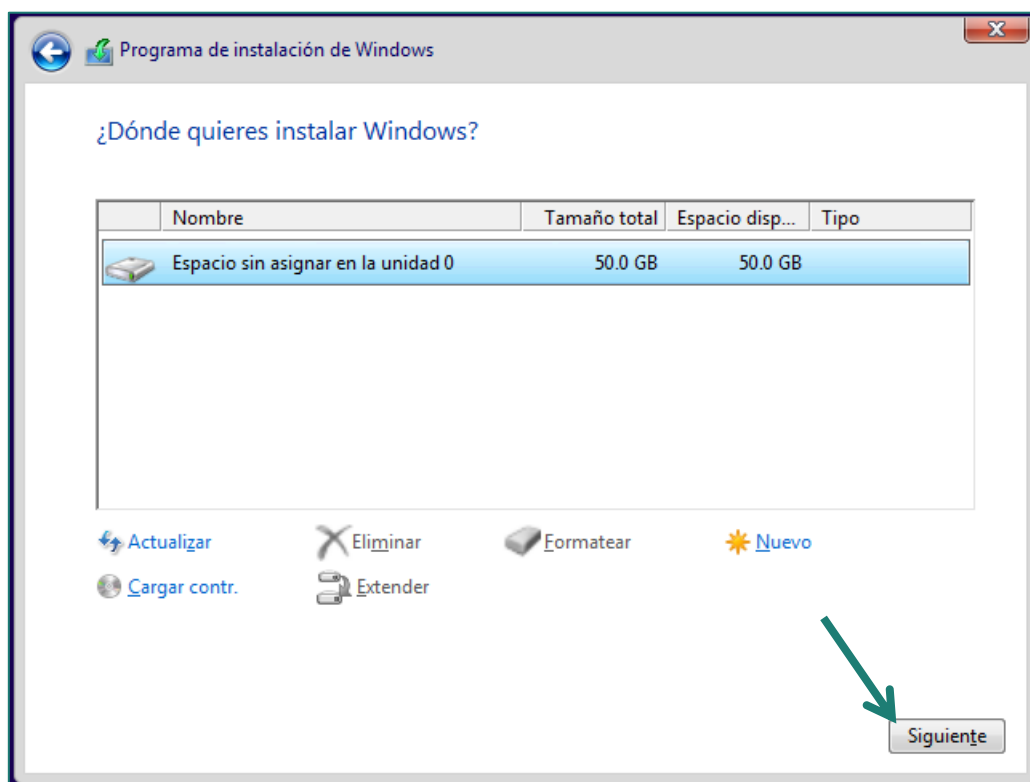 Programa de instalación de Windows
¿Dónde quieres instalar Windows?
Nombre Tamaño total Espacio disp... Tipo
Espacio sin asignar en la unidad 0 50.0 GB 50.0 GB
Actualizar Eliminar Formatear Nuevo
Cargar contr. Extender
Siguiente